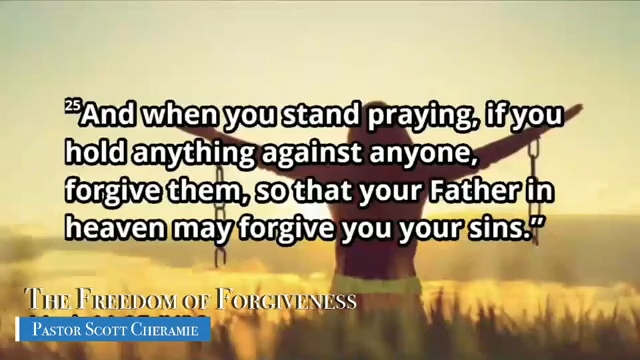 25And when you stand praying, if you
hold anything against anyone,
forgive them, so that your Father in
heaven may forgive you your sins.”
THE FREEDOM OF FORGIVENESS
PASTOR SCOTT CHERAMIE